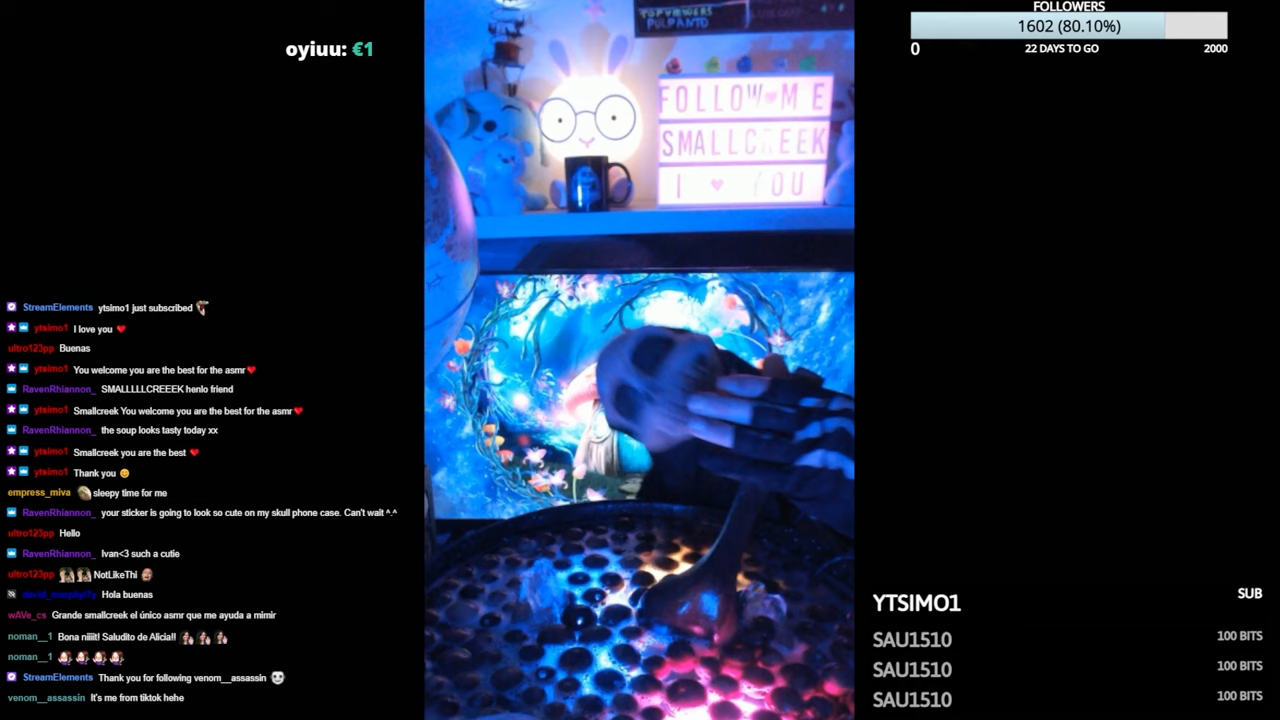 oyiuu: €1
TOPVIEWERS
PULPANTO
FOLLOW♥ME
SMALLCREEK
I ♥ YOU
FOLLOWERS
1602 (80.10%)
0 22 DAYS TO GO 2000
StreamElements ytsimo1 just subscribed
ytsimo1 I love you ❤
ultro123pp Buenas
ytsimo1 You welcome you are the best for the asmr❤
RavenRhiannon_ SMALLLLLCREEEK henlo friend
ytsimo1 Smallcreek You welcome you are the best for the asmr❤
RavenRhiannon_ the soup looks tasty today xx
ytsimo1 Smallcreek you are the best ❤
ytsimo1 Thank you 😊
empress_miva sleepy time for me
RavenRhiannon_ your sticker is going to look so cute on my skull phone case. Can't wait ^.^
ultro123pp Hello
RavenRhiannon_ Ivan<3 such a cutie
ultro123pp NotLikeThi
Hola buenas
wAVe_cs Grande smallcreek el único asmr que me ayuda a mimir
noman__1 Bona niiiit! Saludito de Alicia!!
noman__1
StreamElements Thank you for following venom__assassin
venom__assassin It's me from tiktok hehe
YTSIMO1 SUB
SAU1510 100 BITS
SAU1510 100 BITS
SAU1510 100 BITS